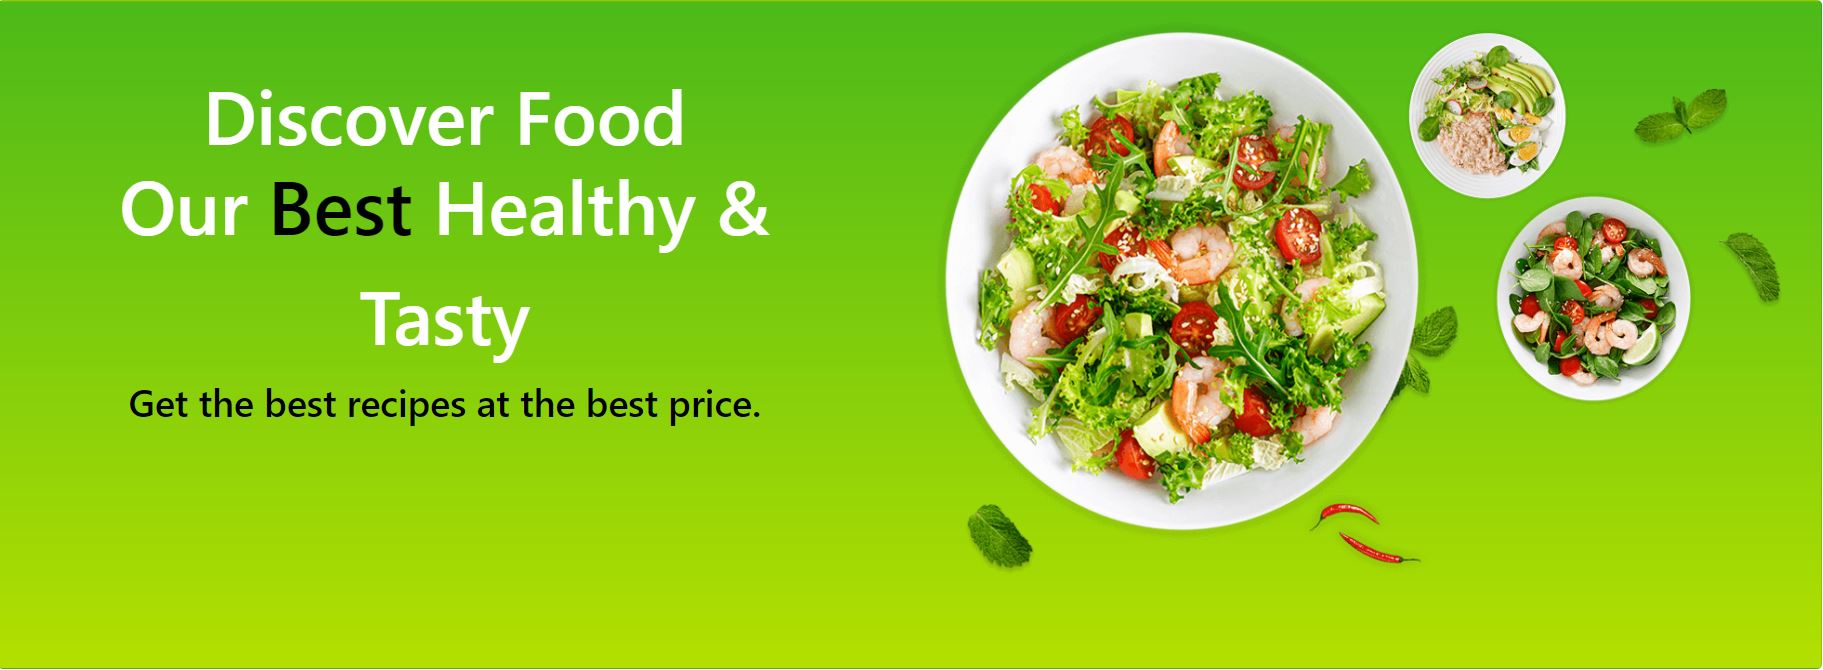 Discover Food
Our Best Healthy &
Tasty
Get the best recipes at the best price.